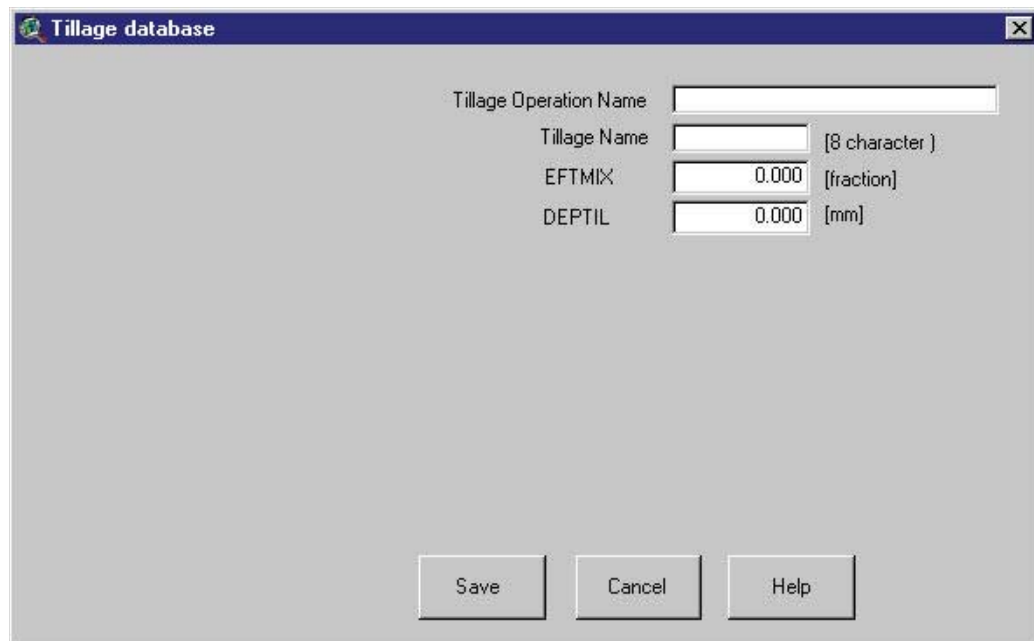 Tillage database
Tillage Operation Name
Tillage Name [8 character )
EFTMIX 0.000 [fraction]
DEPTIL 0.000 [mm]
Save Cancel Help